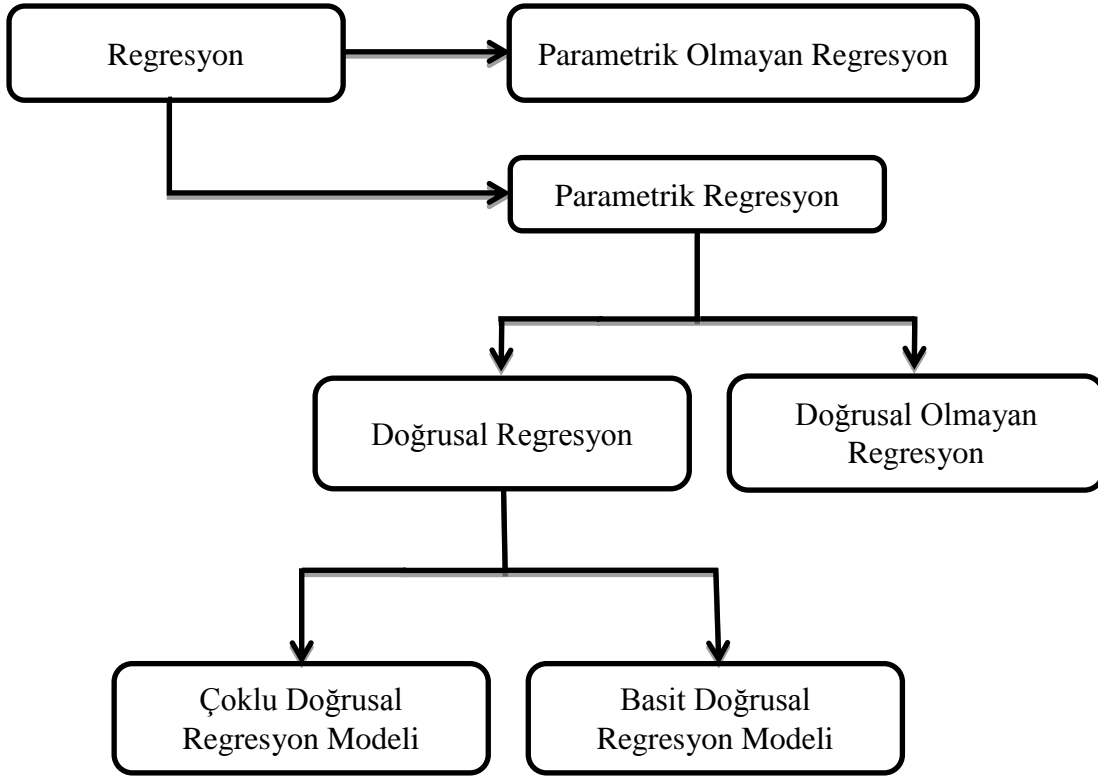 Regresyon
Parametrik Olmayan Regresyon
Parametrik Regresyon
Doğrusal Regresyon
Doğrusal Olmayan
Regresyon
Çoklu Doğrusal
Regresyon Modeli
Basit Doğrusal
Regresyon Modeli